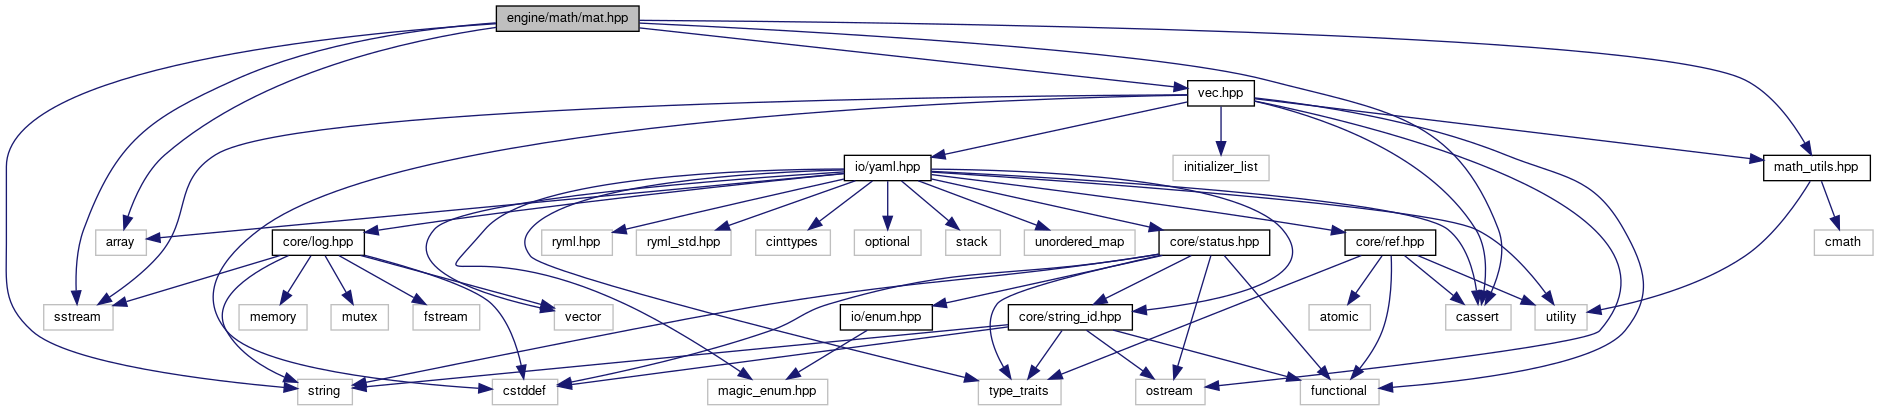 engine/math/mat.hpp
vec.hpp
io/yaml.hpp
initializer_list
math_utils.hpp
array
core/log.hpp
ryml.hpp
ryml_std.hpp
cinttypes
optional
stack
unordered_map
core/status.hpp
core/ref.hpp
cmath
sstream
memory
mutex
fstream
vector
io/enum.hpp
core/string_id.hpp
atomic
cassert
utility
string
cstddef
magic_enum.hpp
type_traits
ostream
functional